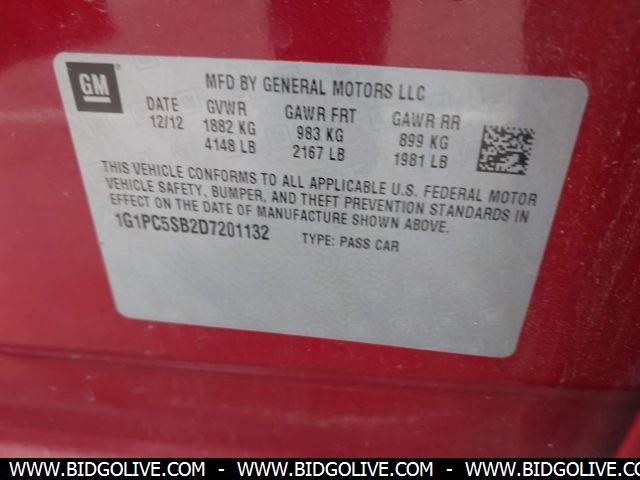 GM
MFD BY GENERAL MOTORS LLC
DATE GVWR GAWR FRT GAWR RR
12/12 1882 KG 983 KG 899 KG
4148 LB 2167 LB 1981 LB
THIS VEHICLE CONFORMS TO ALL APPLICABLE U.S. FEDERAL MOTOR
VEHICLE SAFETY, BUMPER, AND THEFT PREVENTION STANDARDS IN
EFFECT ON THE DATE OF MANUFACTURE SHOWN ABOVE.
1G1PC5SB2D7201132 TYPE: PASS CAR
WWW.BIDGOLIVE.COM - WWW.BIDGOLIVE.COM - WWW.BIDGOLIVE.COM